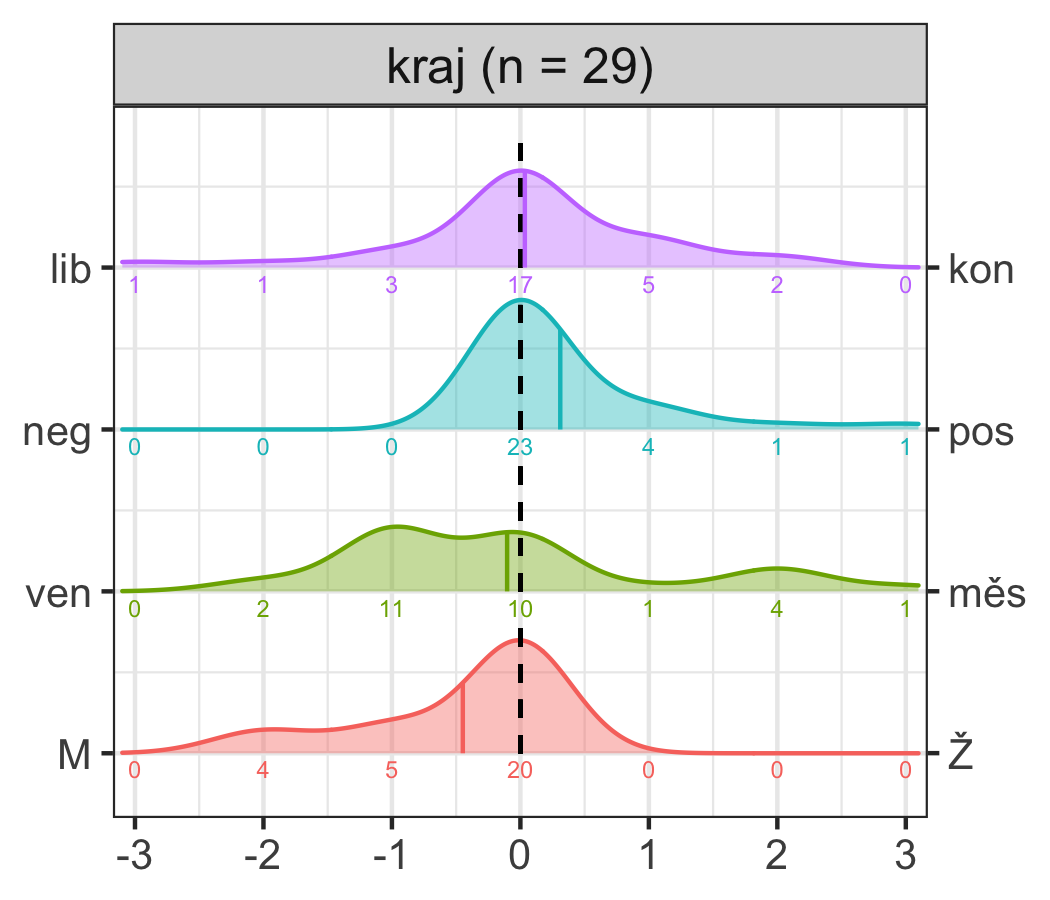 kraj (n = 29)
lib kon
1 1 3 17 5 2 0
neg pos
0 0 0 23 4 1 1
ven měs
0 2 11 10 1 4 1
M Ž
0 4 5 20 0 0 0
-3 -2 -1 0 1 2 3